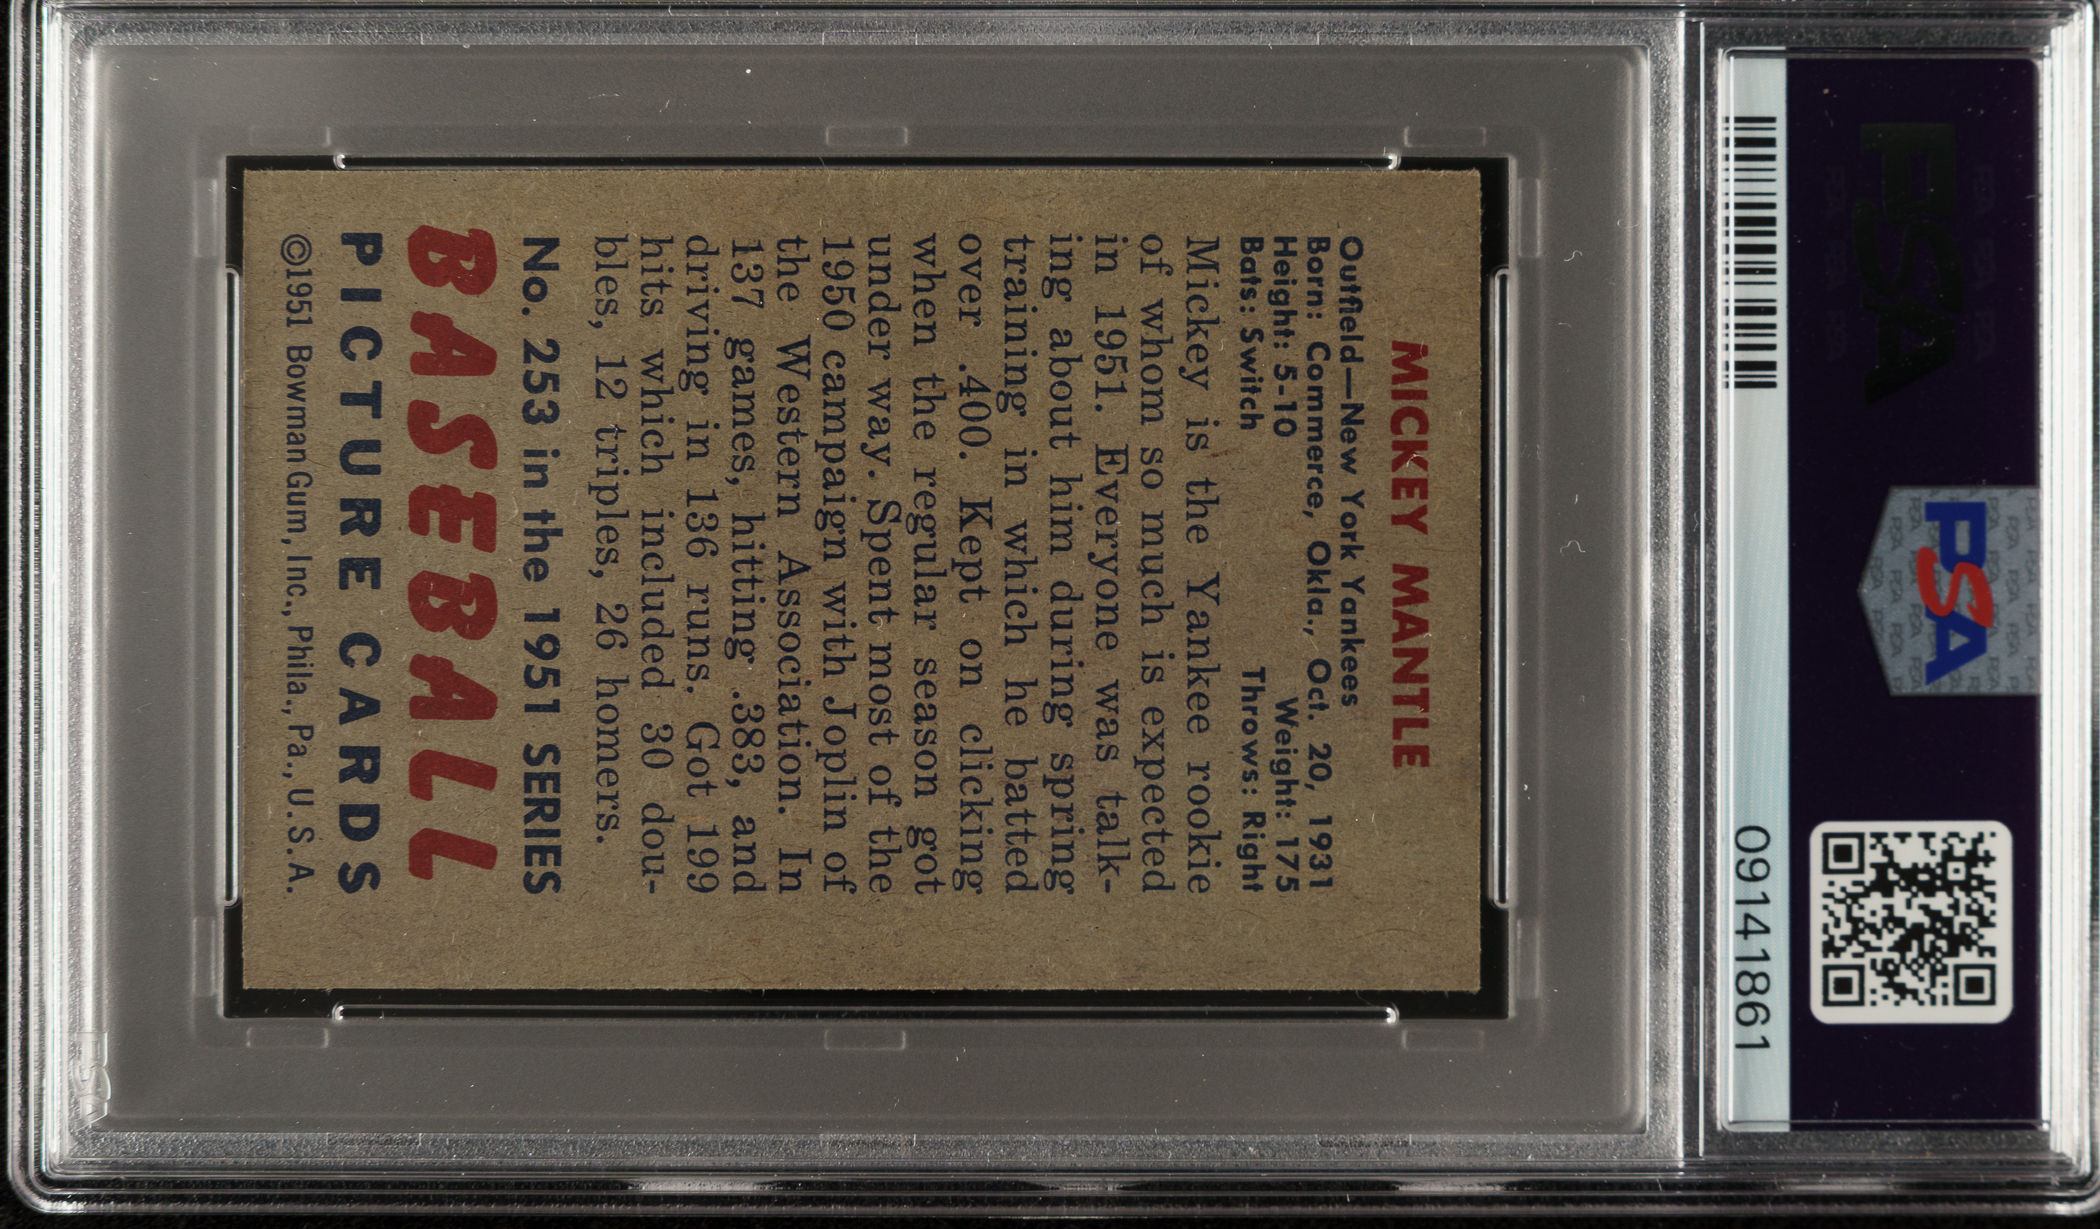 MICKEY MANTLE
Outfield—New York Yankees
Born: Commerce, Okla., Oct. 20, 1931
Height: 5-10 Weight: 175
Bats: Switch Throws: Right
Mickey is the Yankee rookie
of whom so much is expected
in 1951. Everyone was talk-
ing about him during spring
training in which he batted
over .400. Kept on clicking
when the regular season got
under way. Spent most of the
1950 campaign with Joplin of
the Western Association. In
137 games, hitting .383, and
driving in 136 runs. Got 199
hits which included 30 dou-
bles, 12 triples, 26 homers.
No. 253 in the 1951 SERIES
BASEBALL
PICTURE CARDS
©1951 Bowman Gum, Inc., Phila., Pa., U. S. A.
PSA
PSA
09141861
PSA